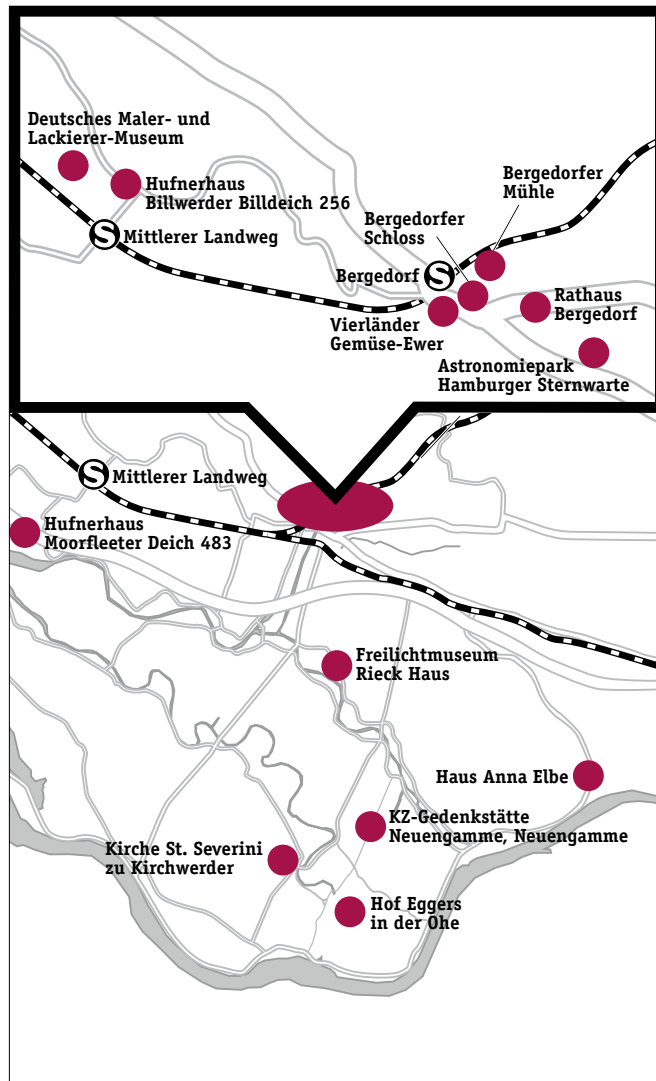 Deutsches Maler- und
Lackierer-Museum
Hufnerhaus
Billwerder Billdeich 256
S Mittlerer Landweg
Bergedorfer
Mühle
Bergedorfer
Schloss
Bergedorf S
Vierländer
Gemüse-Ewer
Rathaus
Bergedorf
Astronomiepark
Hamburger Sternwarte
S Mittlerer Landweg
Hufnerhaus
Moorfleeter Deich 483
Freilichtmuseum
Rieck Haus
Haus Anna Elbe
KZ-Gedenkstätte
Neuengamme, Neuengamme
Kirche St. Severini
zu Kirchwerder
Hof Eggers
in der Ohe